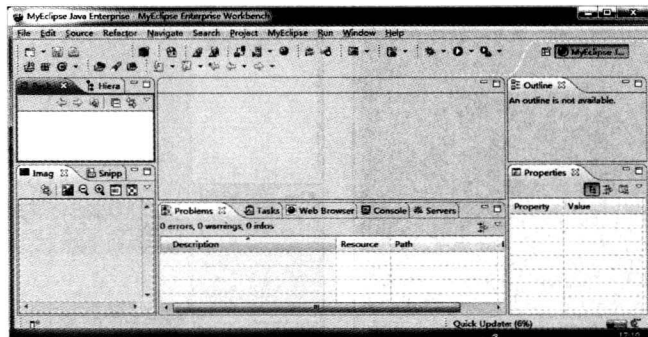 MyEclipse Java Enterprise - MyEclipse Enterprise Workbench
File Edit Source Refactor Navigate Search Project MyEclipse Run Window Help
MyEclipse J...
Hiera
Outline
An outline is not available.
Imag
Snipp
Properties
Property Value
Problems Tasks Web Browser Console Servers
0 errors, 0 warnings, 0 infos
Description Resource Path
Quick Update: (6%)
17:10